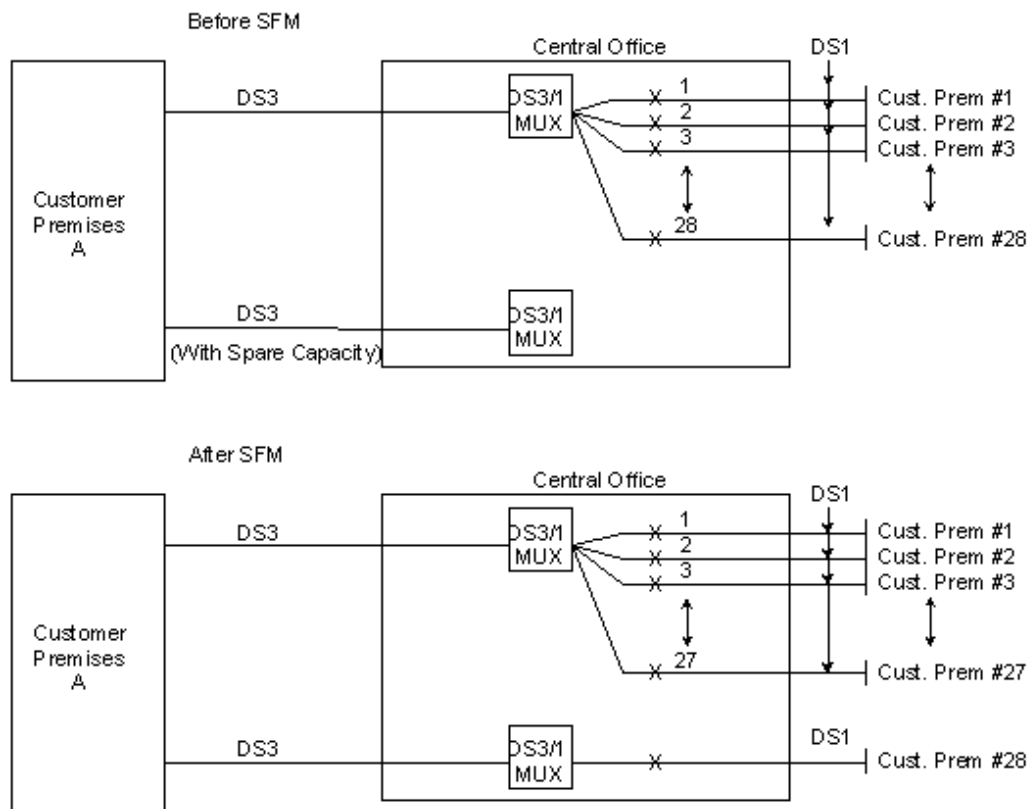 Before SFM
Central Office
DS1
DS3
DS3/1
MUX
1
2
3
28
Cust. Prem #1
Cust. Prem #2
Cust. Prem #3
Cust. Prem #28
Customer
Premises
A
DS3
(With Spare Capacity)
DS3/1
MUX
After SFM
Central Office
DS1
DS3
DS3/1
MUX
1
2
3
27
Cust. Prem #1
Cust. Prem #2
Cust. Prem #3
Cust. Prem #27
Customer
Premises
A
DS3
DS3/1
MUX
DS1
Cust. Prem #28